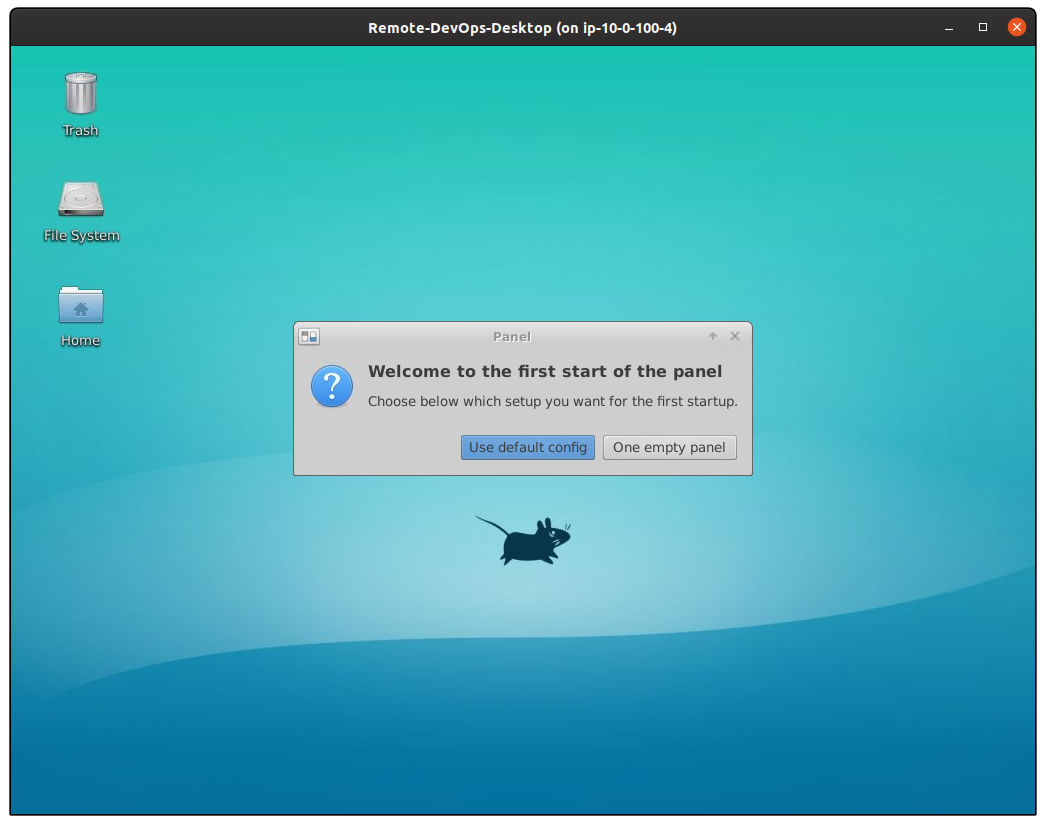 Remote-DevOps-Desktop (on ip-10-0-100-4)
Trash
File System
Home
Panel
?
Welcome to the first start of the panel
Choose below which setup you want for the first startup.
Use default config
One empty panel